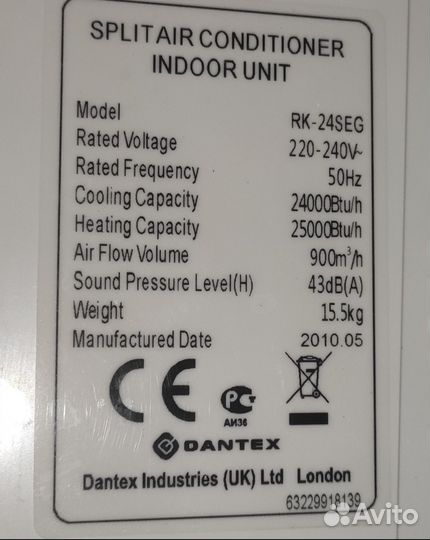 SPLIT AIR CONDITIONER
INDOOR UNIT
Model RK-24SEG
Rated Voltage 220-240V~
Rated Frequency 50Hz
Cooling Capacity 24000Btu/h
Heating Capacity 25000Btu/h
Air Flow Volume 900m³/h
Sound Pressure Level(H) 43dB(A)
Weight 15.5kg
Manufactured Date 2010.05
CE
РС
АИ36
DANTEX
Dantex Industries (UK) Ltd London
63229918139
Avito